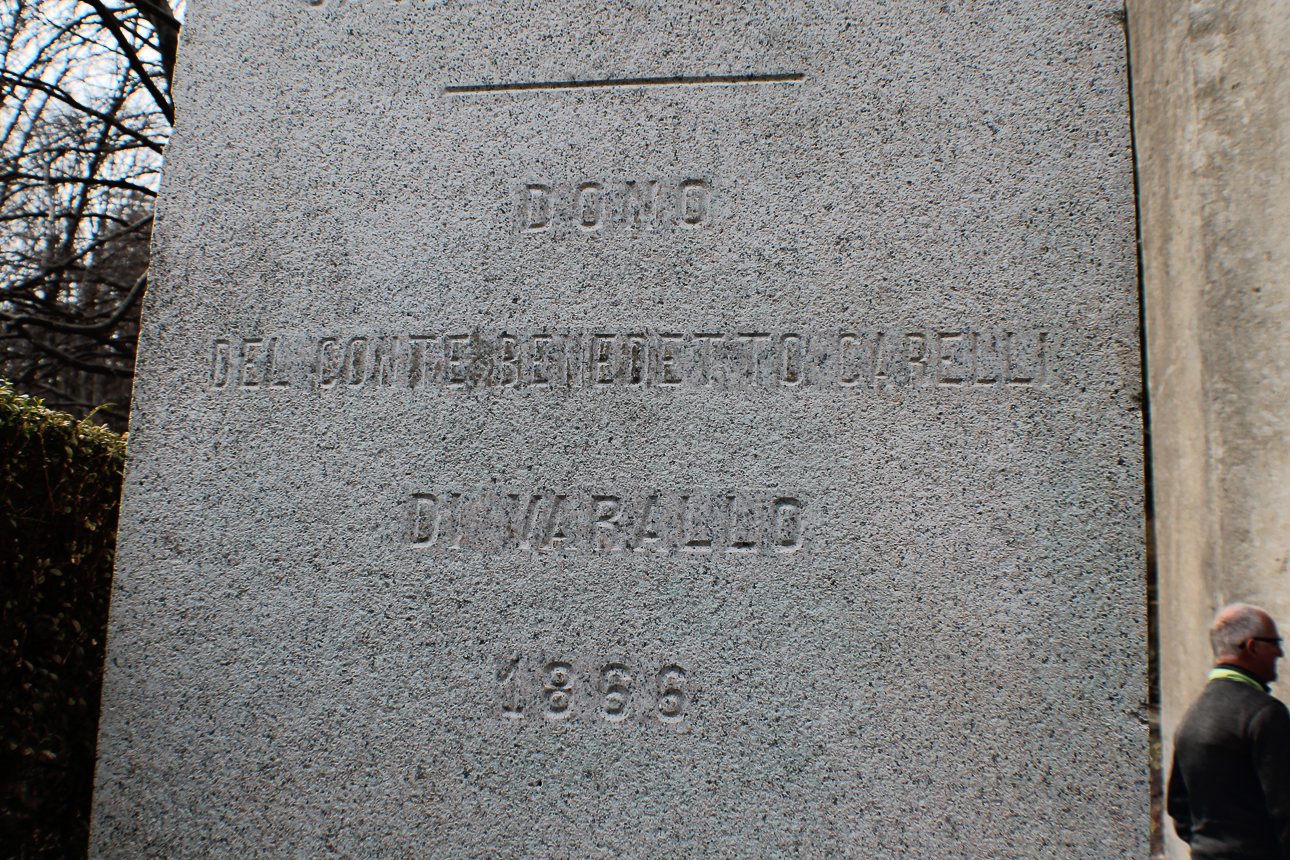 DONO
DEL CONTE BENEDETTO CARELLI
DI VARALLO
1866